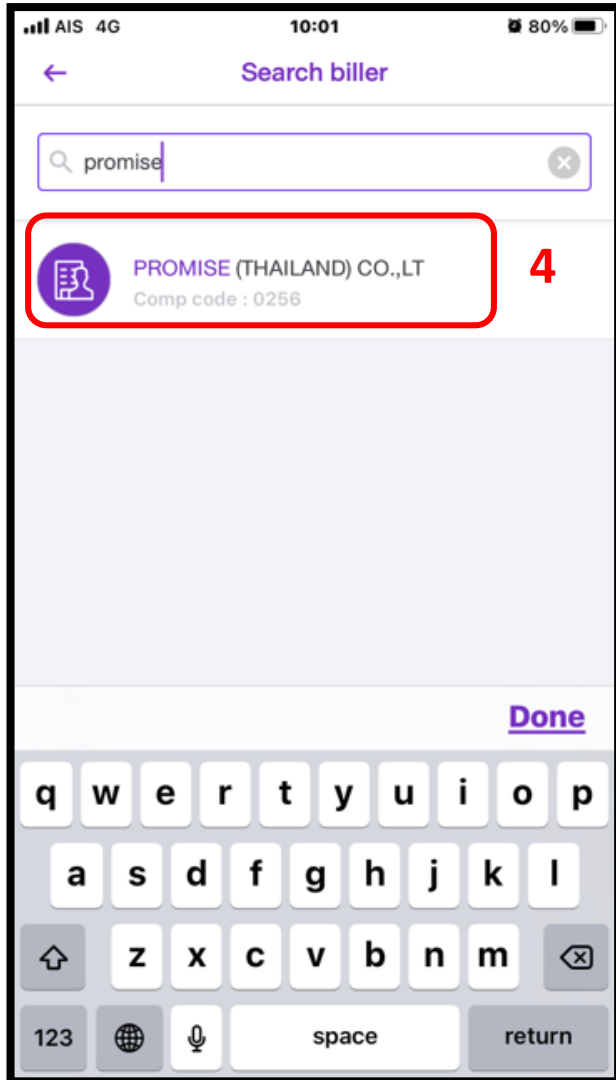 AIS 4G 10:01 80%
Search biller
promise
PROMISE (THAILAND) CO.,LT
Comp code : 0256
4
Done
q w e r t y u i o p
a s d f g h j k l
z x c v b n m
123 space return